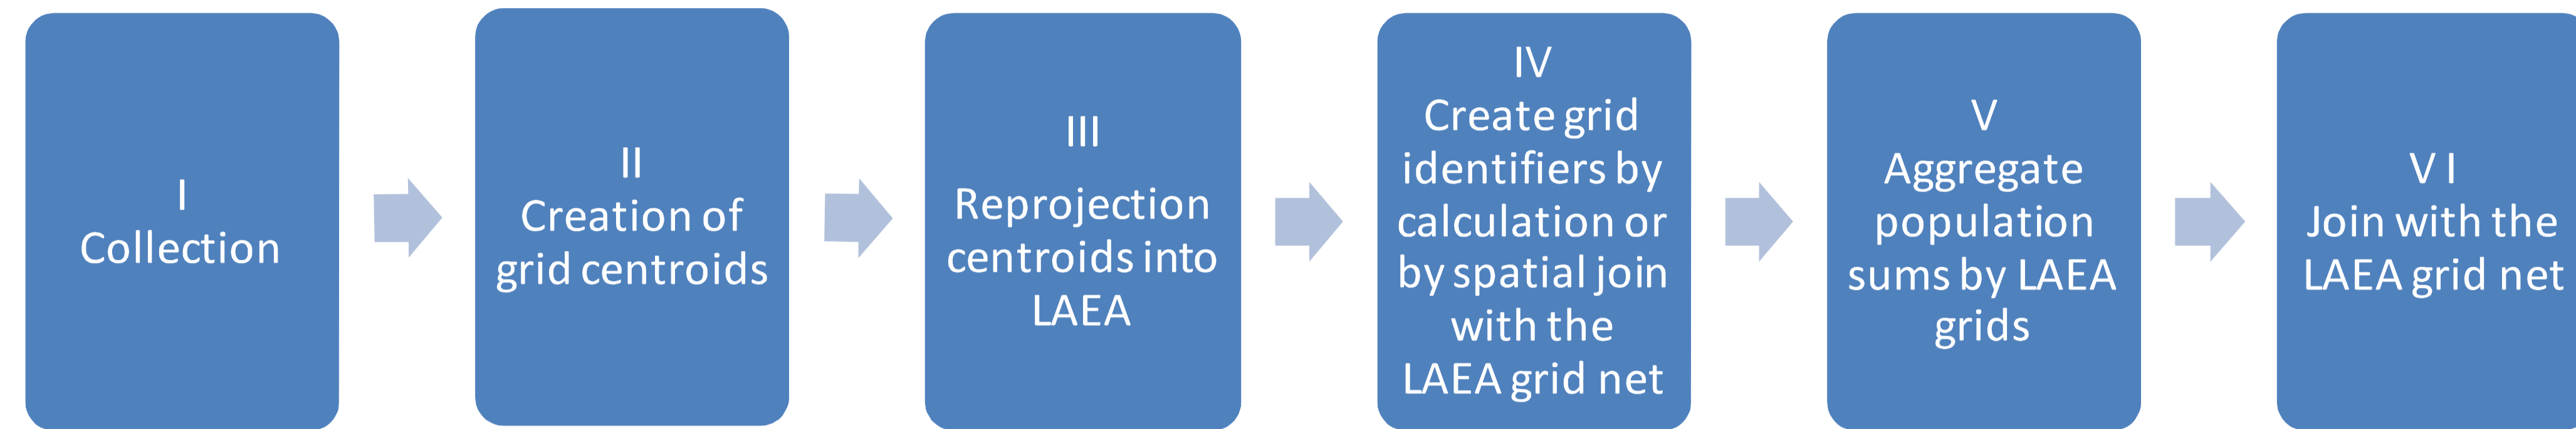 I
Collection
II
Creation of
grid centroids
III
Reprojection
centroids into
LAEA
IV
Create grid
identifiers by
calculation or
by spatial join
with the
LAEA grid net
V
Aggregate
population
sums by LAEA
grids
V I
Join with the
LAEA grid net